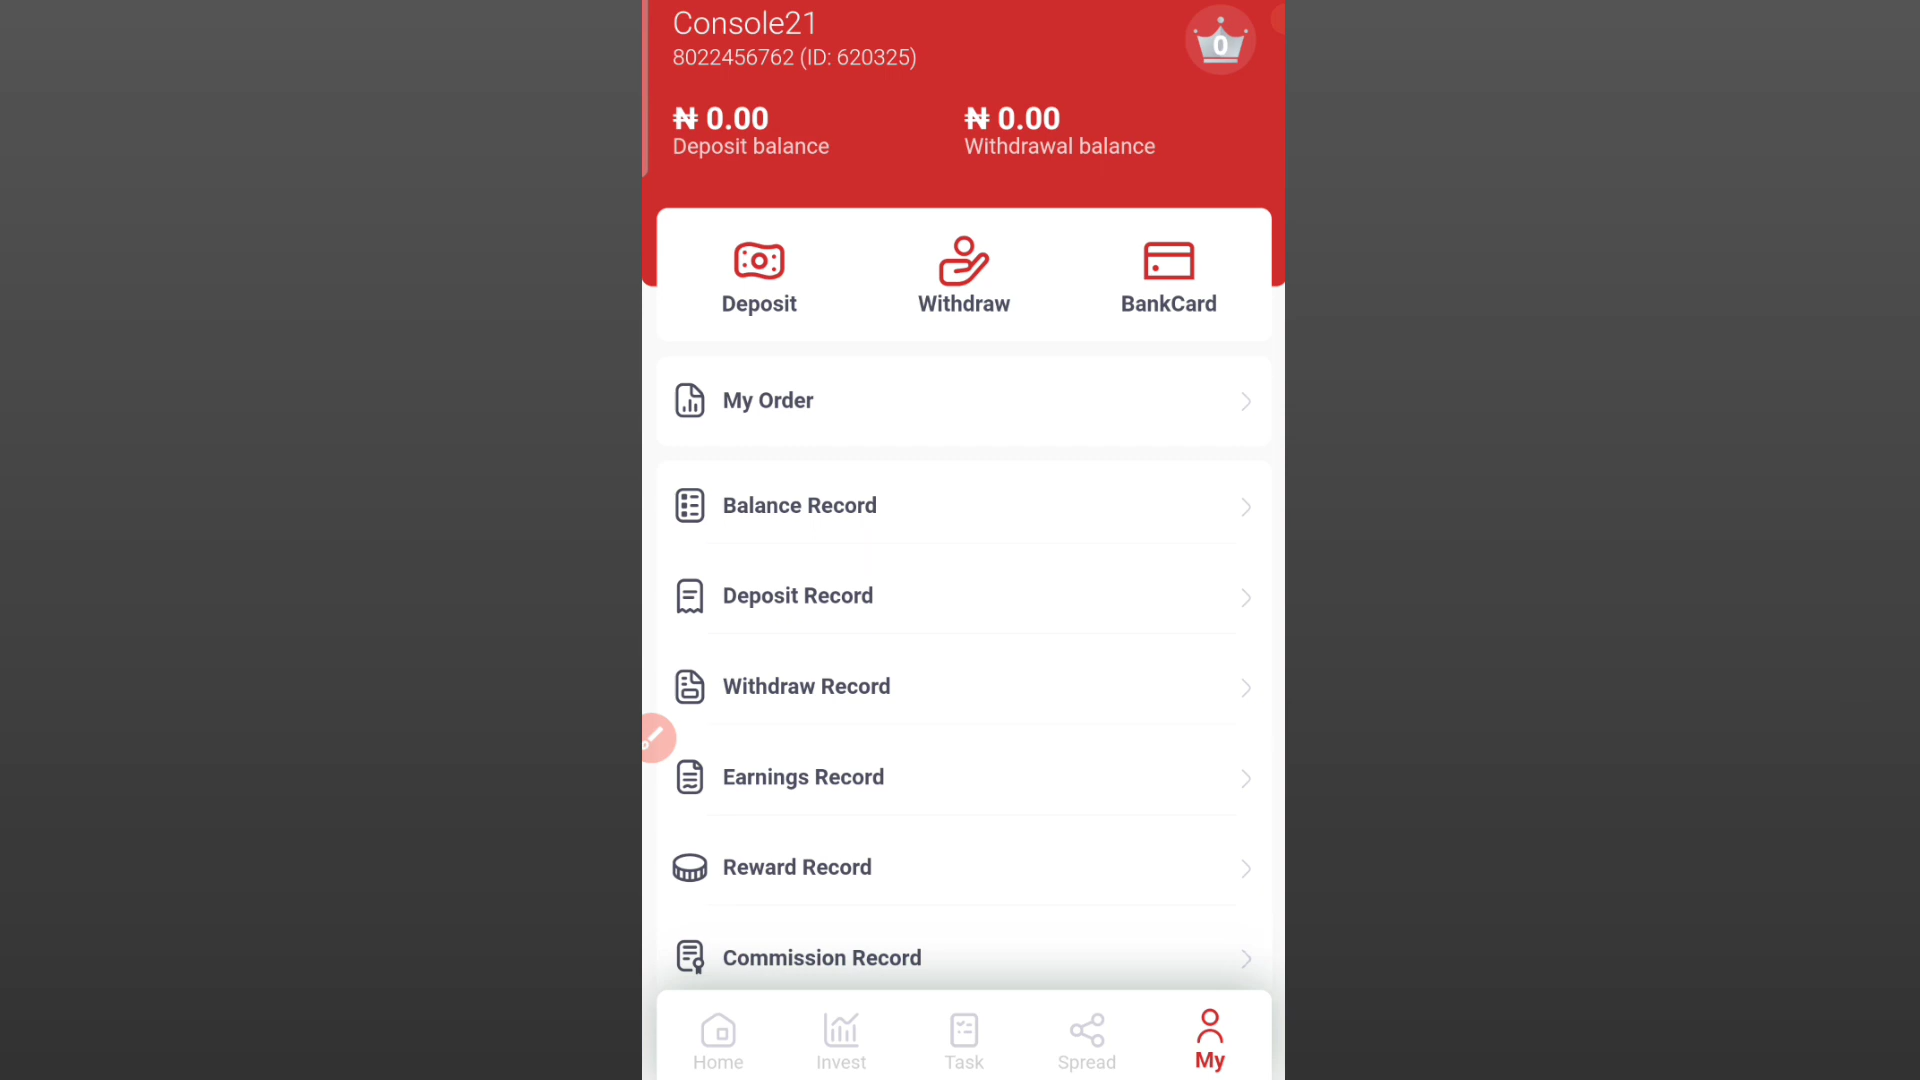 Console21
8022456762 (ID: 620325)
0
₦ 0.00
Deposit balance
₦ 0.00
Withdrawal balance
Deposit
Withdraw
BankCard
My Order
Balance Record
Deposit Record
Withdraw Record
Earnings Record
Reward Record
Commission Record
Home
Invest
Task
Spread
My